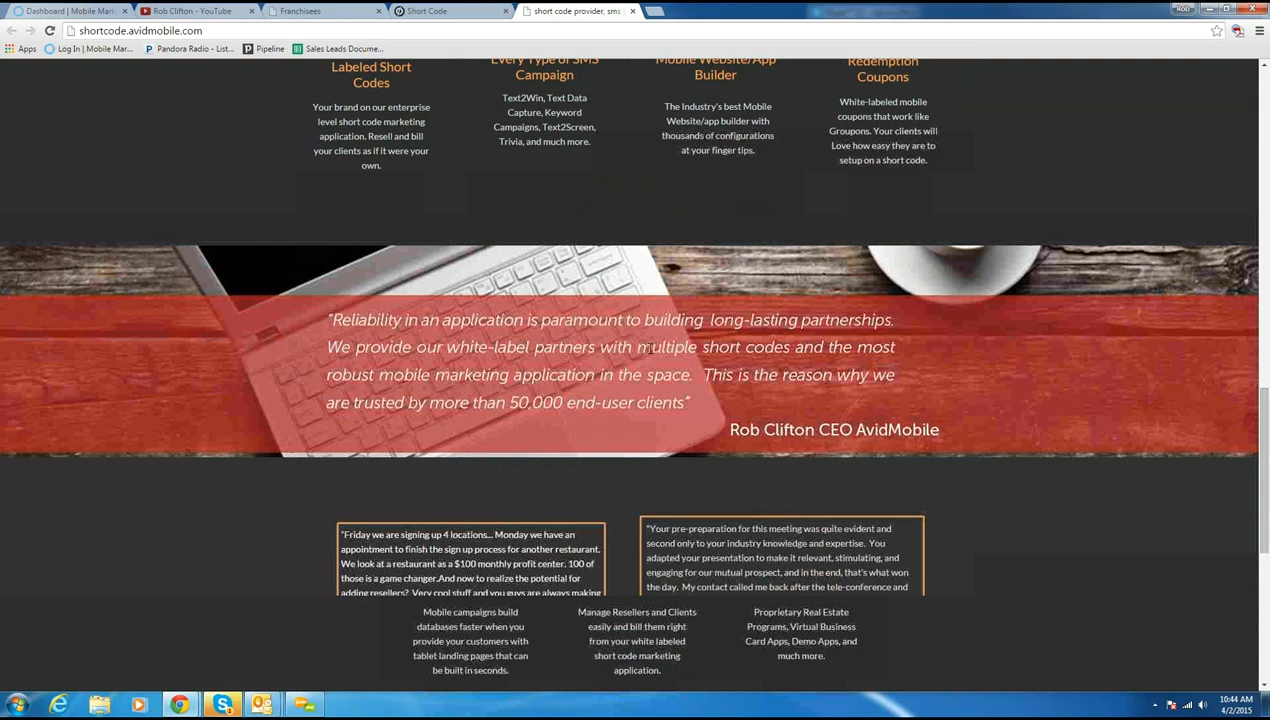 Dashboard | Mobile Mark
Rob Clifton - YouTube
Franchisees
Short Code
short code provider, sms
Rob
shortcode.avidmobile.com
Apps
Log In | Mobile Mar...
Pandora Radio - List...
Pipeline
Sales Leads Docume...
Labeled Short
Codes
Your brand on our enterprise
level short code marketing
application. Resell and bill
your clients as if it were your
own.
Every Type of SMS
Campaign
Text2Win, Text Data
Capture, Keyword
Campaigns, Text2Screen,
Trivia, and much more.
Mobile Website/App
Builder
The Industry's best Mobile
Website/app builder with
thousands of configurations
at your finger tips.
Redemption
Coupons
White-labeled mobile
coupons that work like
Groupons. Your clients will
Love how easy they are to
setup on a short code.
"Reliability in an application is paramount to building long-lasting partnerships.
We provide our white-label partners with multiple short codes and the most
robust mobile marketing application in the space. This is the reason why we
are trusted by more than 50,000 end-user clients"
Rob Clifton CEO AvidMobile
"Friday we are signing up 4 locations... Monday we have an
appointment to finish the sign up process for another restaurant.
We look at a restaurant as a $100 monthly profit center. 100 of
those is a game changer.And now to realize the potential for
adding resellers? Very cool stuff and you guys are always making
"Your pre-preparation for this meeting was quite evident and
second only to your industry knowledge and expertise. You
adapted your presentation to make it relevant, stimulating, and
engaging for our mutual prospect, and in the end, that's what won
the day. My contact called me back after the tele-conference and
Mobile campaigns build
databases faster when you
provide your customers with
tablet landing pages that can
be built in seconds.
Manage Resellers and Clients
easily and bill them right
from your white labeled
short code marketing
application.
Proprietary Real Estate
Programs, Virtual Business
Card Apps, Demo Apps, and
much more.
10:44 AM
4/2/2015